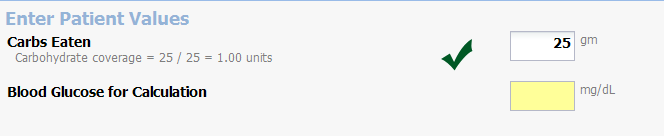 Enter Patient Values
Carbs Eaten
25 gm
Carbohydrate coverage = 25 / 25 = 1.00 units
Blood Glucose for Calculation
mg/dL